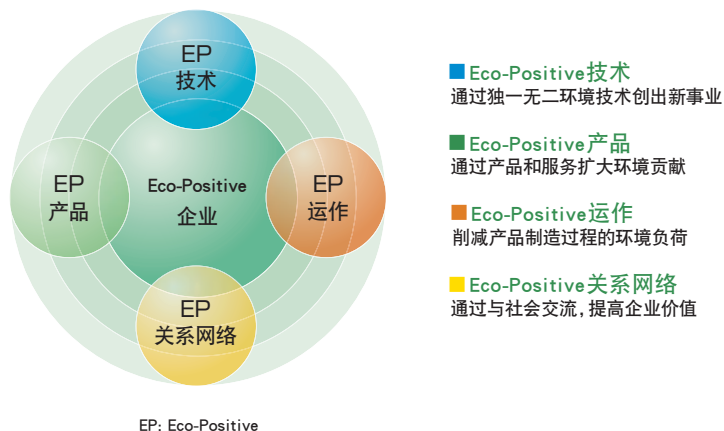 EP
技术
EP
产品
Eco-Positive
企业
EP
运作
EP
关系网络
EP: Eco-Positive
Eco-Positive技术
通过独一无二环境技术创出新事业
Eco-Positive产品
通过产品和服务扩大环境贡献
Eco-Positive运作
削减产品制造过程的环境负荷
Eco-Positive关系网络
通过与社会交流，提高企业价值